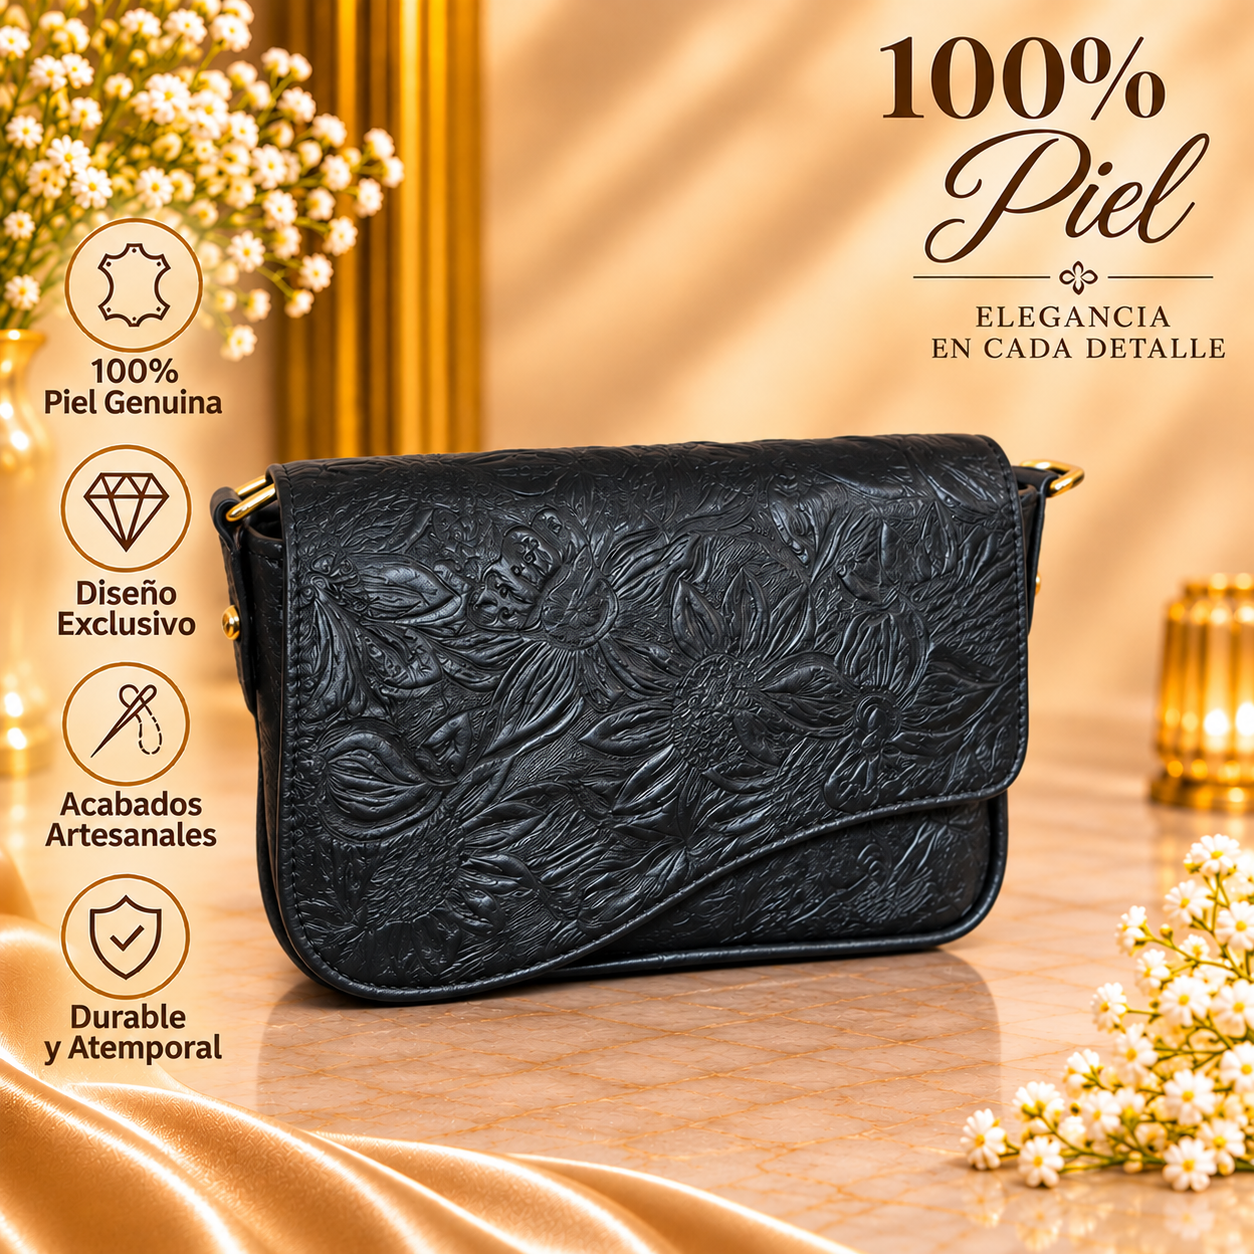 100%
Piel
ELEGANCIA
EN CADA DETALLE
100%
Piel Genuina
Diseño
Exclusivo
Acabados
Artesanales
Durable
y Atemporal